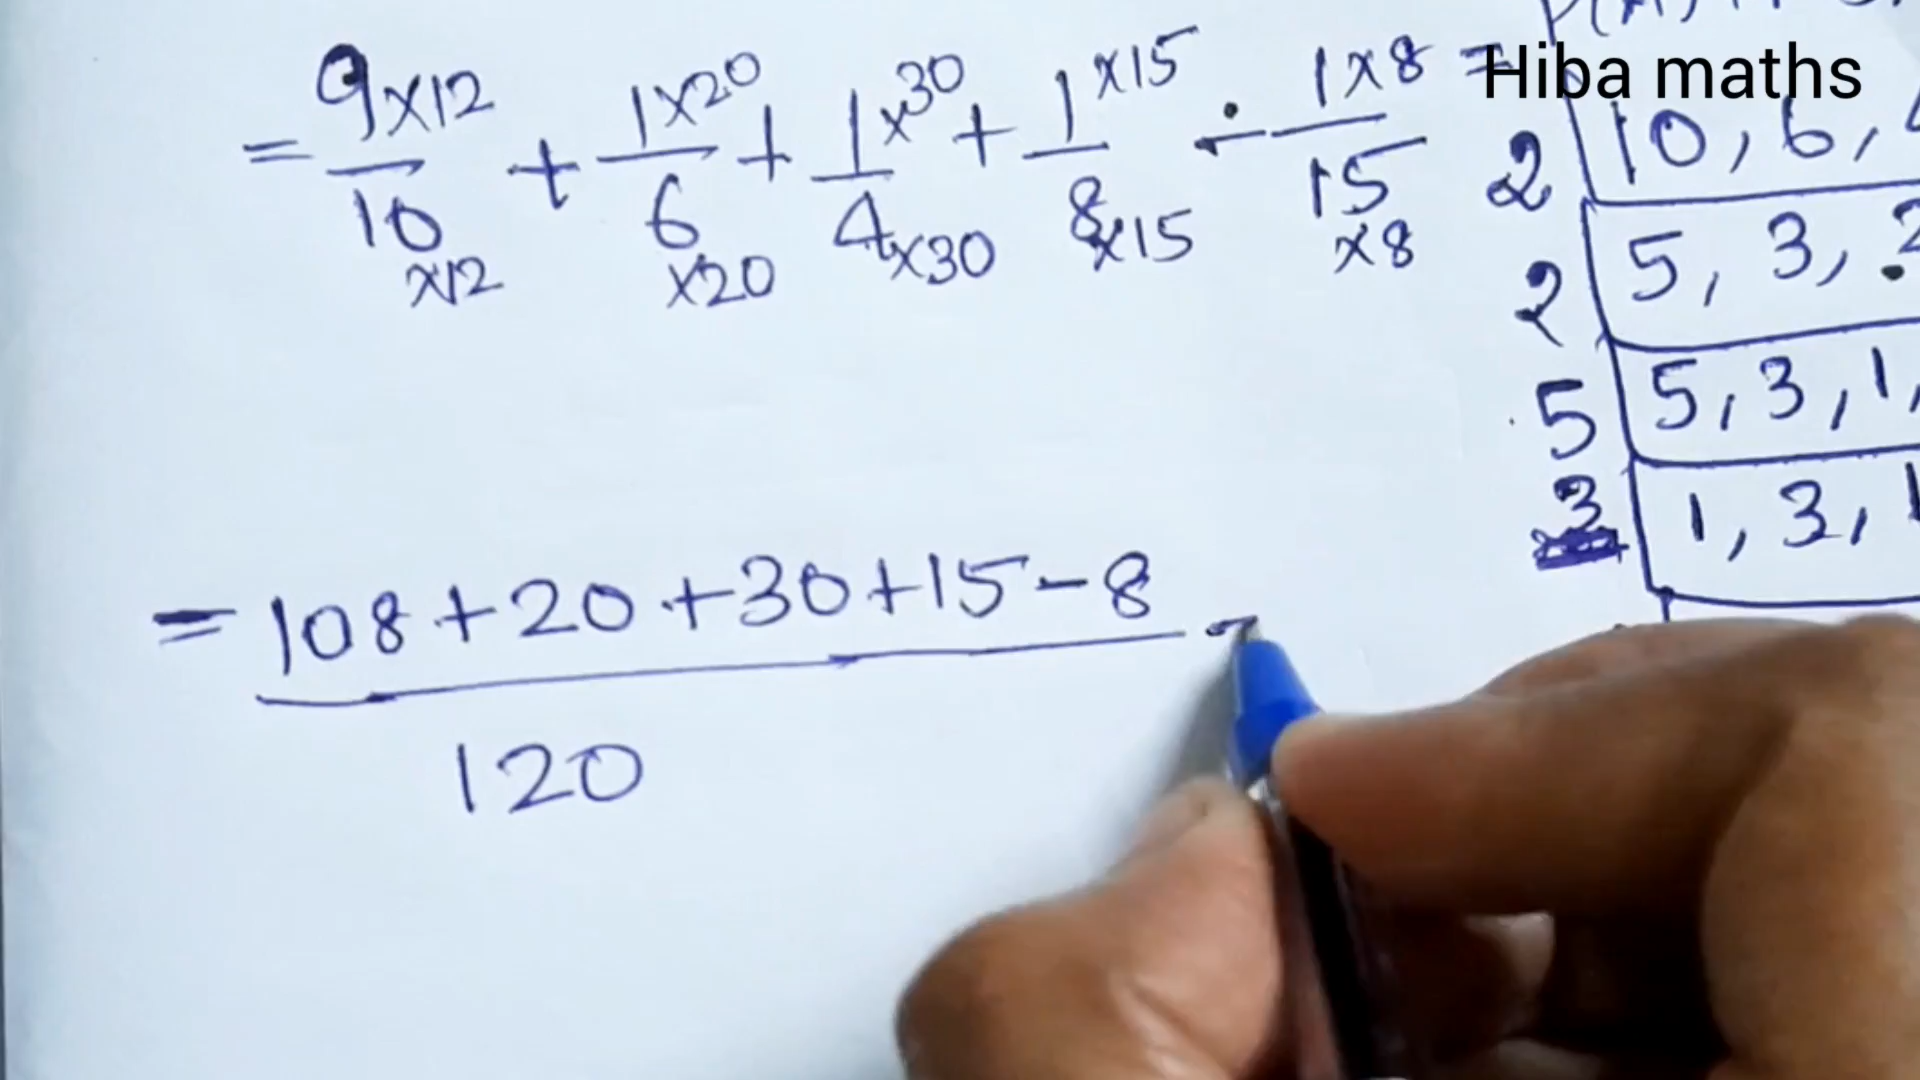 Hiba maths
= 9×12/10×12 + 1×20/6×20 + 1×30/4×30 + 1×15/8×15 ÷ 1×8/15×8 =
= 108+20+30+15-8/120
2 10, 6,
2 5, 3, 2
5 5, 3, 1,
3 1, 3, 1